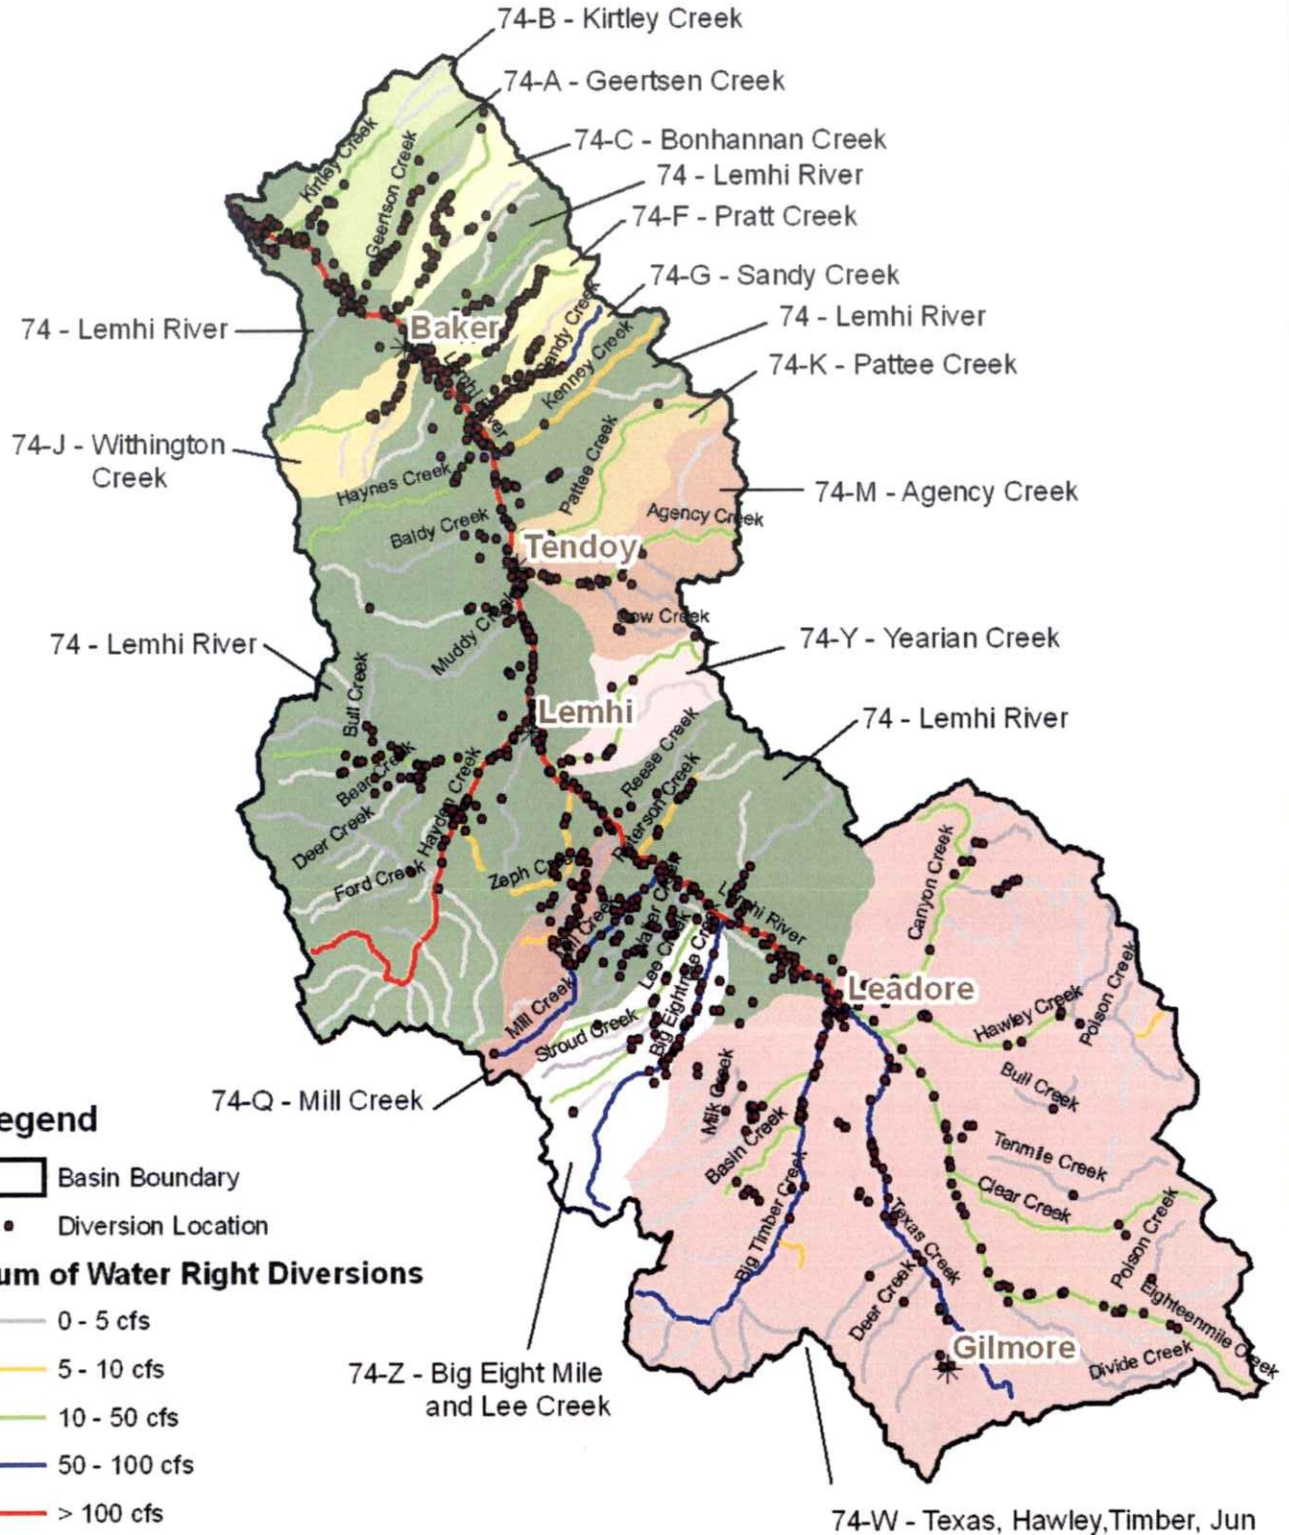 74-B - Kirtley Creek
74-A - Geertsen Creek
74-C - Bonhannan Creek
74 - Lemhi River
74-F - Pratt Creek
74-G - Sandy Creek
74 - Lemhi River
74-K - Pattee Creek
74 - Lemhi River
74-J - Withington
Creek
74-M - Agency Creek
74 - Lemhi River
74-Y - Yearian Creek
74 - Lemhi River
74-Q - Mill Creek
74-Z - Big Eight Mile
and Lee Creek
74-W - Texas, Hawley,Timber, Jun
Kirtley Creek
Geertson Creek
Baker
Sandy Creek
Kenney Creek
Lemhi River
Pattee Creek
Haynes Creek
Agency Creek
Baldy Creek
Tendoy
Cow Creek
Muddy Creek
Bull Creek
Lemhi
Reese Creek
Bear Creek
Peterson Creek
Deer Creek
Hayden Creek
Ford Creek
Zeph Creek
Canyon Creek
Mill Creek
Lemhi River
Lee Creek
Big Eightmile Creek
Mill Creek
Stroud Creek
Leadore
Hawley Creek
Poison Creek
Bull Creek
Milk Creek
Basin Creek
Tenmile Creek
Clear Creek
Big Timber Creek
Texas Creek
Poison Creek
Deer Creek
Eighteenmile Creek
Gilmore
Divide Creek
egend
Basin Boundary
Diversion Location
um of Water Right Diversions
0 - 5 cfs
5 - 10 cfs
10 - 50 cfs
50 - 100 cfs
> 100 cfs